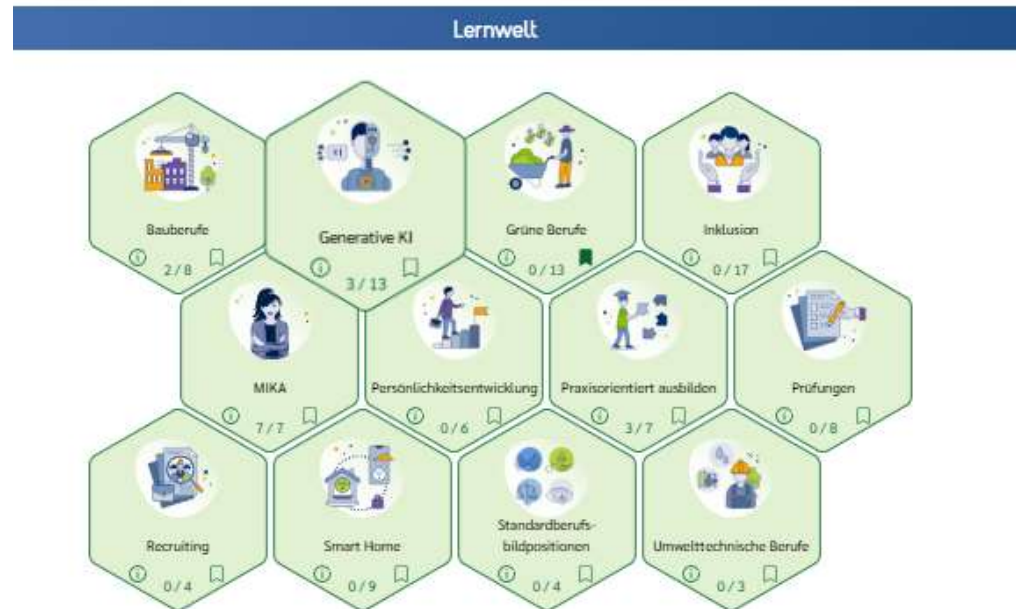 Lernwelt
Bauberufe
2 / 8
KI
Generative KI
3 / 13
Grüne Berufe
0 / 13
Inklusion
0 / 17
MIKA
7 / 7
Persönlichkeitsentwicklung
0 / 6
Praxisorientiert ausbilden
3 / 7
Prüfungen
0 / 8
Recruiting
0 / 4
Smart Home
0 / 9
Standardberufs-
bildpositionen
0 / 4
Umwelttechnische Berufe
0 / 3